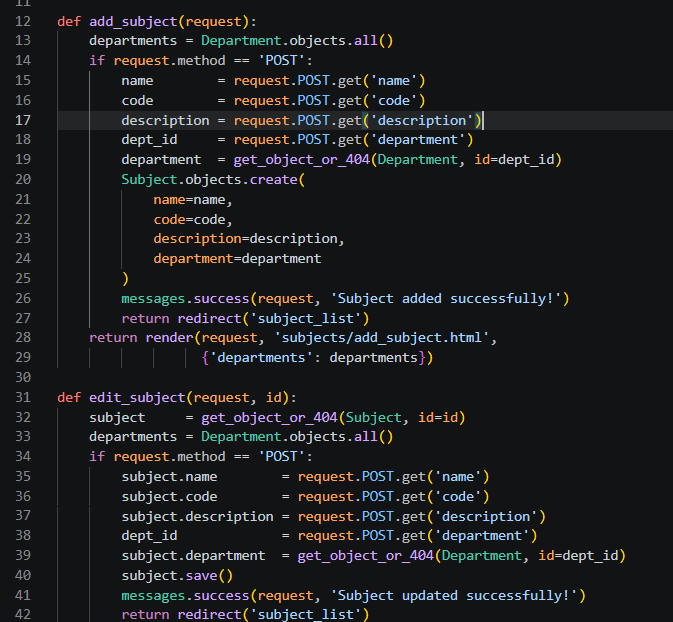 11
12 def add_subject(request):
13     departments = Department.objects.all()
14     if request.method == 'POST':
15         name        = request.POST.get('name')
16         code        = request.POST.get('code')
17         description = request.POST.get('description')
18         dept_id     = request.POST.get('department')
19         department  = get_object_or_404(Department, id=dept_id)
20         Subject.objects.create(
21             name=name,
22             code=code,
23             description=description,
24             department=department
25         )
26         messages.success(request, 'Subject added successfully!')
27         return redirect('subject_list')
28     return render(request, 'subjects/add_subject.html',
29                   {'departments': departments})
30
31 def edit_subject(request, id):
32     subject     = get_object_or_404(Subject, id=id)
33     departments = Department.objects.all()
34     if request.method == 'POST':
35         subject.name        = request.POST.get('name')
36         subject.code        = request.POST.get('code')
37         subject.description = request.POST.get('description')
38         dept_id             = request.POST.get('department')
39         subject.department  = get_object_or_404(Department, id=dept_id)
40         subject.save()
41         messages.success(request, 'Subject updated successfully!')
42         return redirect('subject_list')